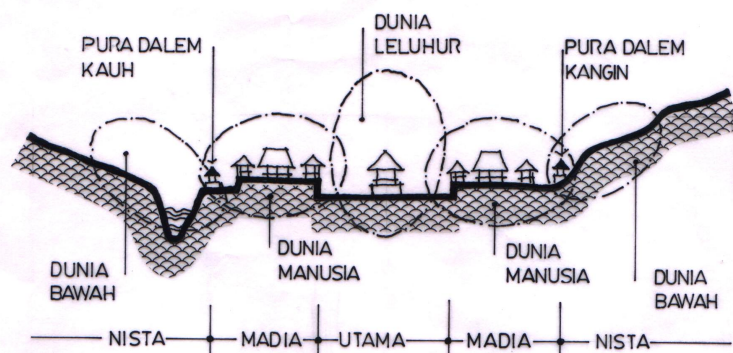 DUNIA
LELUHUR
PURA DALEM
KAUH
PURA DALEM
KANGIN
DUNIA
BAWAH
DUNIA
MANUSIA
DUNIA
MANUSIA
DUNIA
BAWAH
NISTA MADIA UTAMA MADIA NISTA